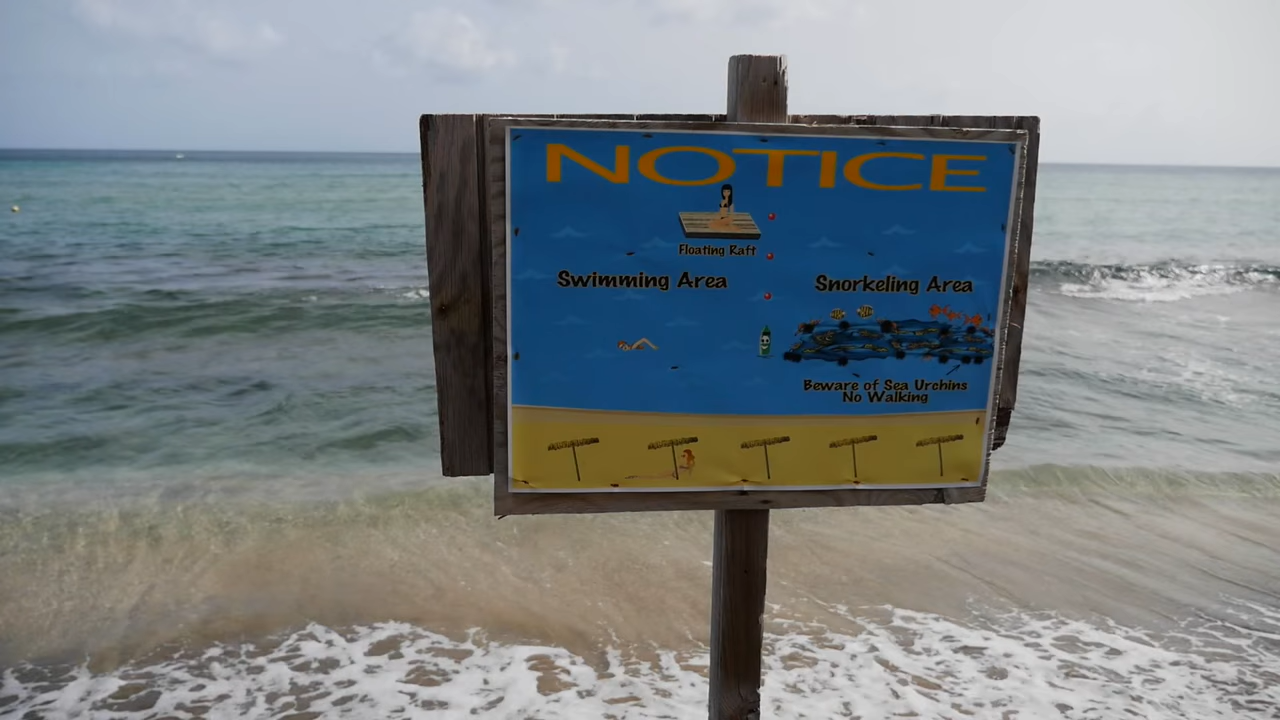 NOTICE
Floating Raft
Swimming Area
Snorkeling Area
Beware of Sea Urchins
No Walking